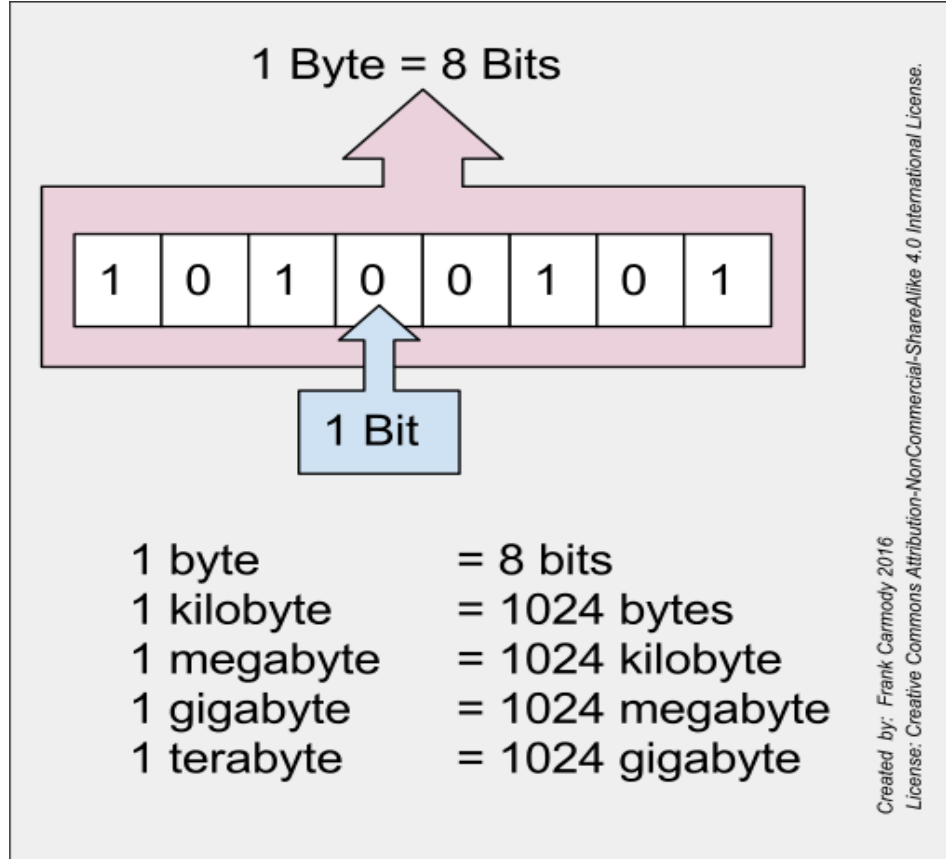 1 Byte = 8 Bits
1 0 1 0 0 1 0 1
1 Bit
1 byte = 8 bits
1 kilobyte = 1024 bytes
1 megabyte = 1024 kilobyte
1 gigabyte = 1024 megabyte
1 terabyte = 1024 gigabyte
Created by: Frank Carmody 2016
License: Creative Commons Attribution-NonCommercial-ShareAlike 4.0 International License.